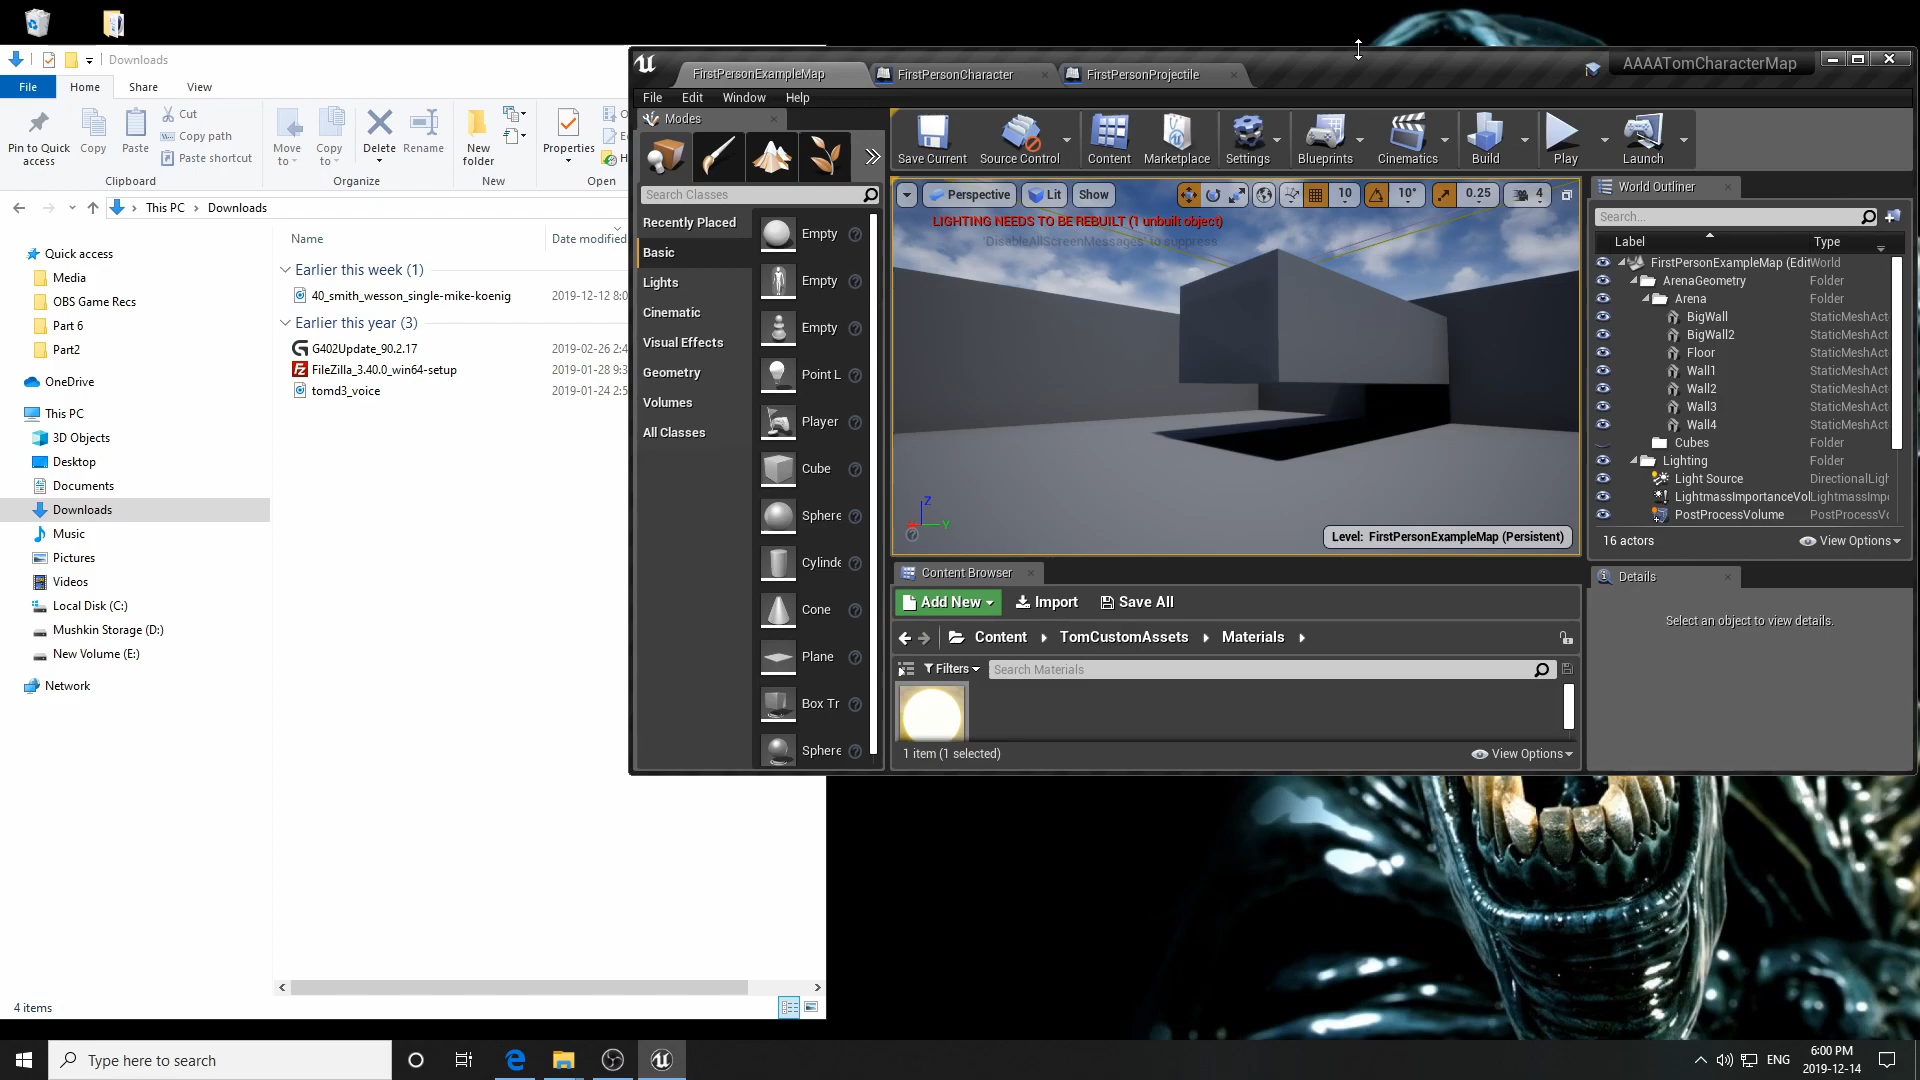 Downloads
File
Home
Share
View
Pin to Quick access
Copy
Paste
Cut
Copy path
Paste shortcut
Move to
Copy to
Delete
Rename
New folder
Properties
Clipboard
Organize
New
Open
This PC
Downloads
Name
Date modified
Quick access
Media
OBS Game Recs
Part 6
Part2
OneDrive
This PC
3D Objects
Desktop
Documents
Downloads
Music
Pictures
Videos
Local Disk (C:)
Mushkin Storage (D:)
New Volume (E:)
Network
Earlier this week (1)
40_smith_wesson_single-mike-koenig 2019-12-12 8:0
Earlier this year (3)
G402Update_90.2.17 2019-02-26 2:4
FileZilla_3.40.0_win64-setup 2019-01-28 9:3
tomd3_voice 2019-01-24 2:5
4 items
FirstPersonExampleMap
FirstPersonCharacter
FirstPersonProjectile
AAAATomCharacterMap
File
Edit
Window
Help
Modes
Save Current
Source Control
Content
Marketplace
Settings
Blueprints
Cinematics
Build
Play
Launch
Search Classes
Recently Placed
Basic
Lights
Cinematic
Visual Effects
Geometry
Volumes
All Classes
Empty
Empty
Empty
Point L
Player
Cube
Sphere
Cylinde
Cone
Plane
Box Tr
Sphere
Perspective
Lit
Show
10
10°
0.25
4
LIGHTING NEEDS TO BE REBUILT (1 unbuilt object)
'DisableAllScreenMessages' to suppress
Z
Y
Level: FirstPersonExampleMap (Persistent)
Content Browser
Add New
Import
Save All
Content
TomCustomAssets
Materials
Filters
Search Materials
1 item (1 selected)
View Options
World Outliner
Search...
Label Type
FirstPersonExampleMap (Edit World
ArenaGeometry Folder
Arena Folder
BigWall StaticMeshAct
BigWall2 StaticMeshAct
Floor StaticMeshAct
Wall1 StaticMeshAct
Wall2 StaticMeshAct
Wall3 StaticMeshAct
Wall4 StaticMeshAct
Cubes Folder
Lighting Folder
Light Source DirectionalLigh
LightmassImportanceVol LightmassImpo
PostProcessVolume PostProcessVo
16 actors
View Options
Details
Select an object to view details.
Type here to search
ENG
6:00 PM
2019-12-14